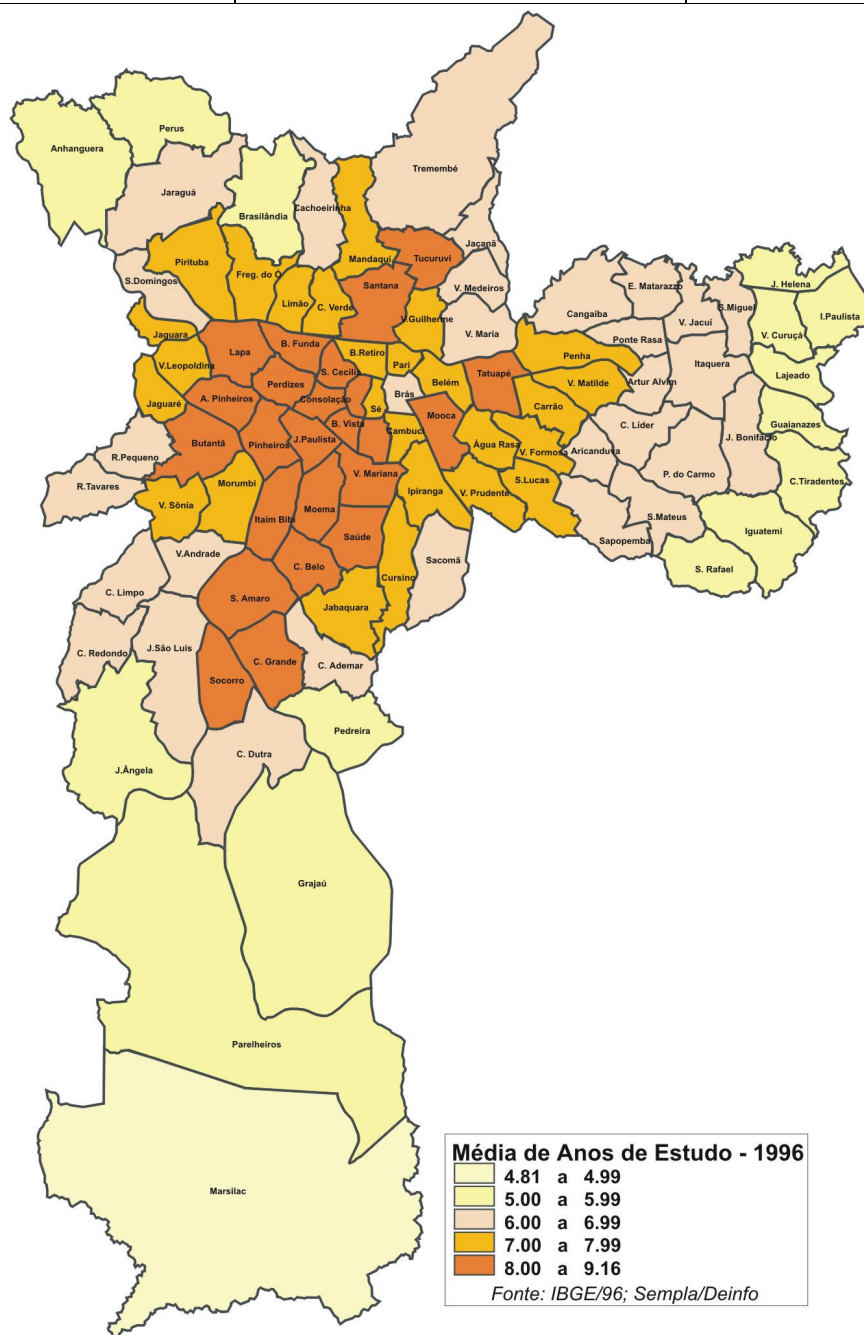 Perus
Anhanguera
Tremembé
Jaraguá
Cachoeirinha
Brasilândia
Jaçanã
Mandaqui
Tucuruvi
Pirituba
Freg. do Ó
S.Domingos
Santana
V. Medeiros
E. Matarazzo
J. Helena
Limão
C. Verde
S.Miguel
Cangaiba
V.Guilherme
I.Paulista
V. Jacuí
Jaguara
V. Maria
V. Curuçá
Ponte Rasa
B. Funda
Lapa
B.Retiro
Penha
V.Leopoldina
Pari
Itaquera
S. Cecília
Tatuapé
Lajeado
Perdizes
Belém
V. Matilde
Artur Alvim
Brás
A. Pinheiros
Consolação
Jaguaré
Sé
Carrão
Mooca
B. Vista
C. Líder
Guaianazes
Cambuci
J. Bonifácio
Butantã
Pinheiros
J.Paulista
Água Rasa
V. Formosa
Aricanduva
R.Pequeno
V. Mariana
P. do Carmo
S.Lucas
C.Tiradentes
Morumbi
R.Tavares
Ipiranga
V. Prudente
V. Sônia
Moema
Itaim Bibi
S.Mateus
Iguatemi
Saúde
Sapopemba
V.Andrade
Sacomã
C. Belo
S. Rafael
Cursino
C. Limpo
S. Amaro
Jabaquara
J.São Luis
C. Redondo
C. Grande
C. Ademar
Socorro
Pedreira
C. Dutra
J.Ângela
Grajaú
Parelheiros
Marsilac
Média de Anos de Estudo - 1996
4.81 a 4.99
5.00 a 5.99
6.00 a 6.99
7.00 a 7.99
8.00 a 9.16
Fonte: IBGE/96; Sempla/Deinfo